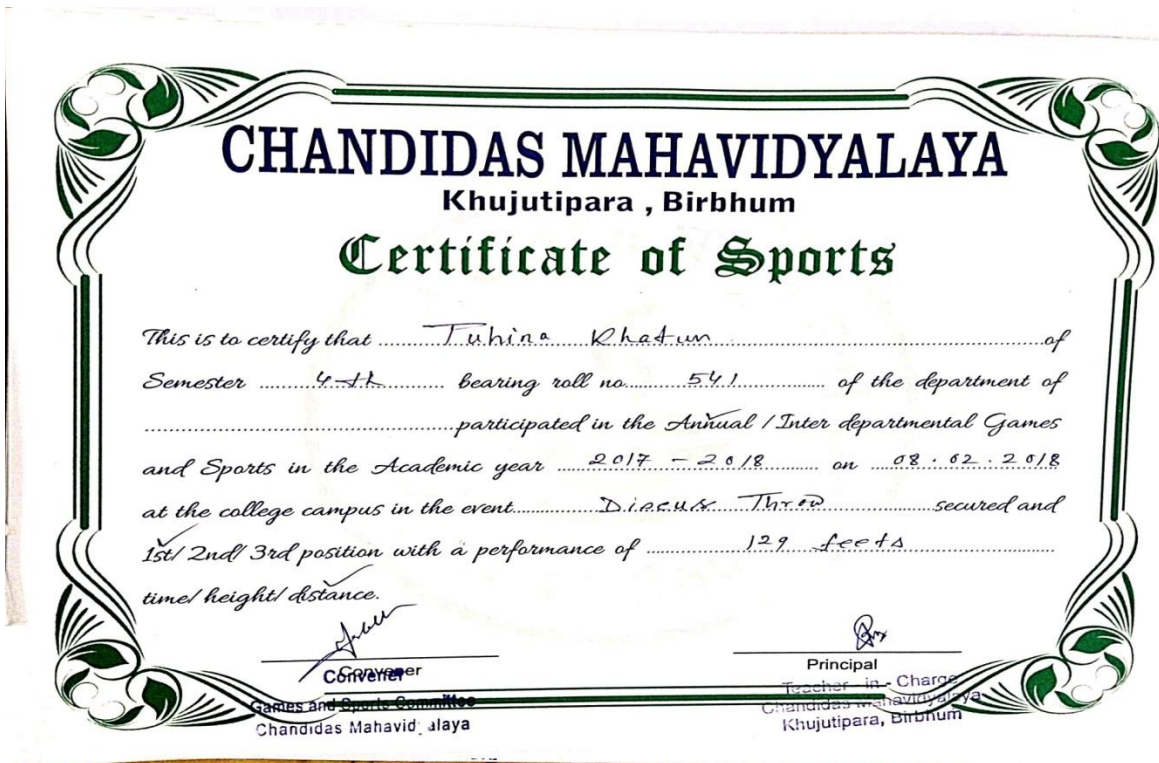 CHANDIDAS MAHAVIDYALAYA
Khujutipara , Birbhum
Certificate of Sports
This is to certify that ........ Tuhina Khatun ........ of
Semester ........ 4th ........ bearing roll no ........ 541 ........ of the department of
........ participated in the Annual / Inter departmental Games
and Sports in the Academic year ........ 2017 - 2018 ........ on ........ 08.02.2018
at the college campus in the event ........ Discus Throw ........ secured and
1st/ 2nd/ 3rd position with a performance of ........ 129 feets ........
time/ height/ distance.
Convener
Principal
Convener
Teacher - in - Charge
Games and Sports Committee
Chandidas Mahavidyalaya
Chandidas Mahavid alaya
Khujutipara, Birbhum